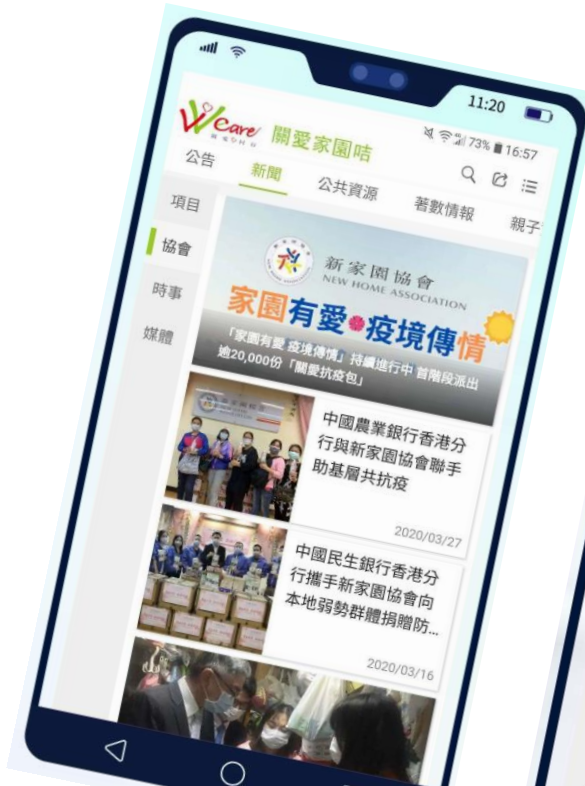 11:20
73% 16:57
Care 關愛家園咭
公告 新聞 公共資源 著數情報 親子
項目
協會
時事
媒體
新家園協會
NEW HOME ASSOCIATION
家園有愛 疫境傳情
「家園有愛 疫境傳情」持續進行中 首階段派出
逾20,000份「關愛抗疫包」
中國農業銀行香港分
行與新家園協會聯手
助基層共抗疫
2020/03/27
中國民生銀行香港分
行攜手新家園協會向
本地弱勢群體捐贈防...
2020/03/16